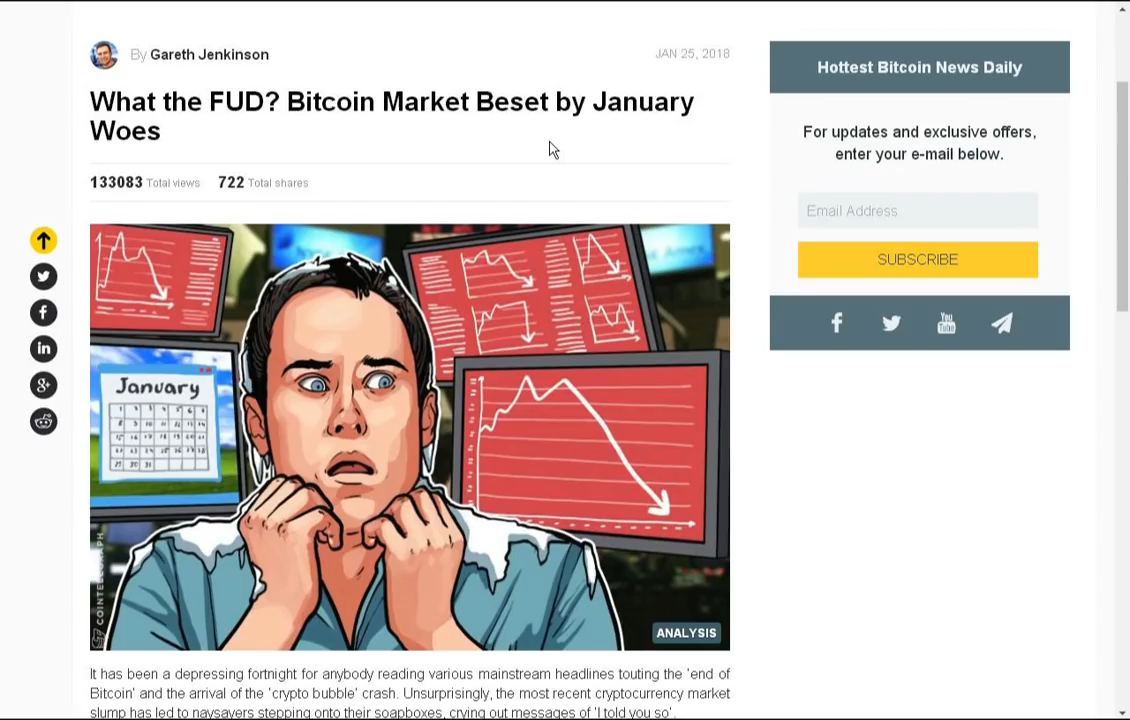 By Gareth Jenkinson
JAN 25, 2018
What the FUD? Bitcoin Market Beset by January
Woes
133083 Total views 722 Total shares
January
COINTELEGRAPH
ANALYSIS
It has been a depressing fortnight for anybody reading various mainstream headlines touting the 'end of
Bitcoin' and the arrival of the 'crypto bubble' crash. Unsurprisingly, the most recent cryptocurrency market
slump has led to naysayers stepping onto their soapboxes, crying out messages of 'I told you so'.
Hottest Bitcoin News Daily
For updates and exclusive offers,
enter your e-mail below.
Email Address
SUBSCRIBE
You
Tube